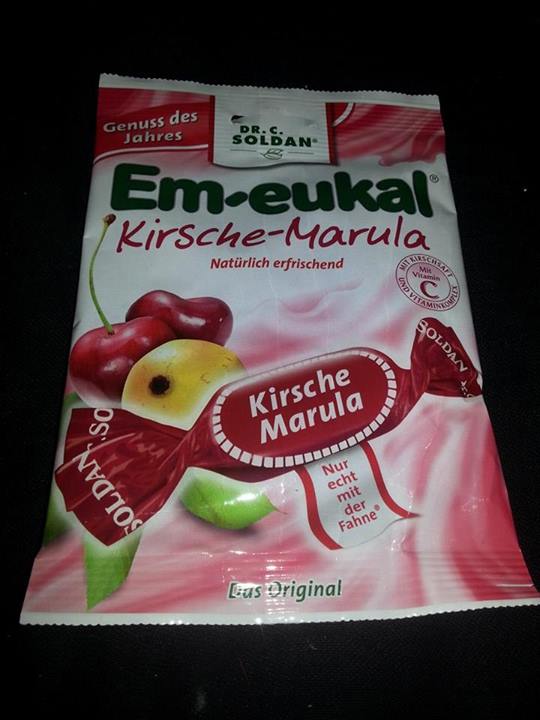 Genuss des
Jahres
DR. C.
SOLDAN®
Em-eukal®
Kirsche-Marula
Natürlich erfrischend
MIT KIRSCHSAFT
UND VITAMINKOMPLEX
Mit
Vitamin
C
SOLDAN
Kirsche
Marula
SOLDAN'S
Nur
echt
mit
der
Fahne®
Das Original